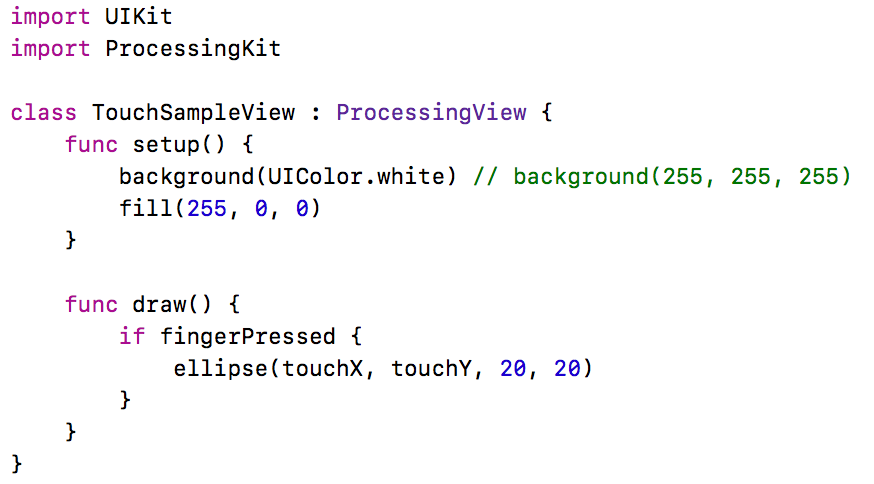 import UIKit
import ProcessingKit
class TouchSampleView : ProcessingView {
func setup() {
background(UIColor.white) // background(255, 255, 255)
fill(255, 0, 0)
}
func draw() {
if fingerPressed {
ellipse(touchX, touchY, 20, 20)
}
}
}